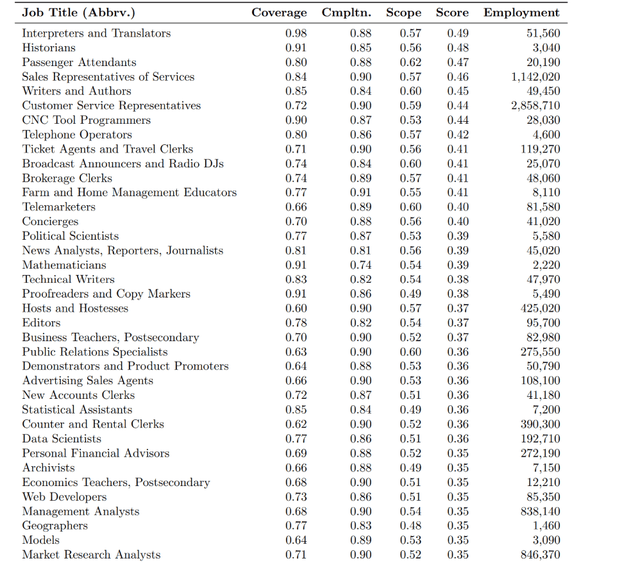 Job Title (Abbrv.) Coverage Cmpltn. Scope Score Employment
Interpreters and Translators 0.98 0.88 0.57 0.49 51,560
Historians 0.91 0.85 0.56 0.48 3,040
Passenger Attendants 0.80 0.88 0.62 0.47 20,190
Sales Representatives of Services 0.84 0.90 0.57 0.46 1,142,020
Writers and Authors 0.85 0.84 0.60 0.45 49,450
Customer Service Representatives 0.72 0.90 0.59 0.44 2,858,710
CNC Tool Programmers 0.90 0.87 0.53 0.44 28,030
Telephone Operators 0.80 0.86 0.57 0.42 4,600
Ticket Agents and Travel Clerks 0.71 0.90 0.56 0.41 119,270
Broadcast Announcers and Radio DJs 0.74 0.84 0.60 0.41 25,070
Brokerage Clerks 0.74 0.89 0.57 0.41 48,060
Farm and Home Management Educators 0.77 0.91 0.55 0.41 8,110
Telemarketers 0.66 0.89 0.60 0.40 81,580
Concierges 0.70 0.88 0.56 0.40 41,020
Political Scientists 0.77 0.87 0.53 0.39 5,580
News Analysts, Reporters, Journalists 0.81 0.81 0.56 0.39 45,020
Mathematicians 0.91 0.74 0.54 0.39 2,220
Technical Writers 0.83 0.82 0.54 0.38 47,970
Proofreaders and Copy Markers 0.91 0.86 0.49 0.38 5,490
Hosts and Hostesses 0.60 0.90 0.57 0.37 425,020
Editors 0.78 0.82 0.54 0.37 95,700
Business Teachers, Postsecondary 0.70 0.90 0.52 0.37 82,980
Public Relations Specialists 0.63 0.90 0.60 0.36 275,550
Demonstrators and Product Promoters 0.64 0.88 0.53 0.36 50,790
Advertising Sales Agents 0.66 0.90 0.53 0.36 108,100
New Accounts Clerks 0.72 0.87 0.51 0.36 41,180
Statistical Assistants 0.85 0.84 0.49 0.36 7,200
Counter and Rental Clerks 0.62 0.90 0.52 0.36 390,300
Data Scientists 0.77 0.86 0.51 0.36 192,710
Personal Financial Advisors 0.69 0.88 0.52 0.35 272,190
Archivists 0.66 0.88 0.49 0.35 7,150
Economics Teachers, Postsecondary 0.68 0.90 0.51 0.35 12,210
Web Developers 0.73 0.86 0.51 0.35 85,350
Management Analysts 0.68 0.90 0.54 0.35 838,140
Geographers 0.77 0.83 0.48 0.35 1,460
Models 0.64 0.89 0.53 0.35 3,090
Market Research Analysts 0.71 0.90 0.52 0.35 846,370